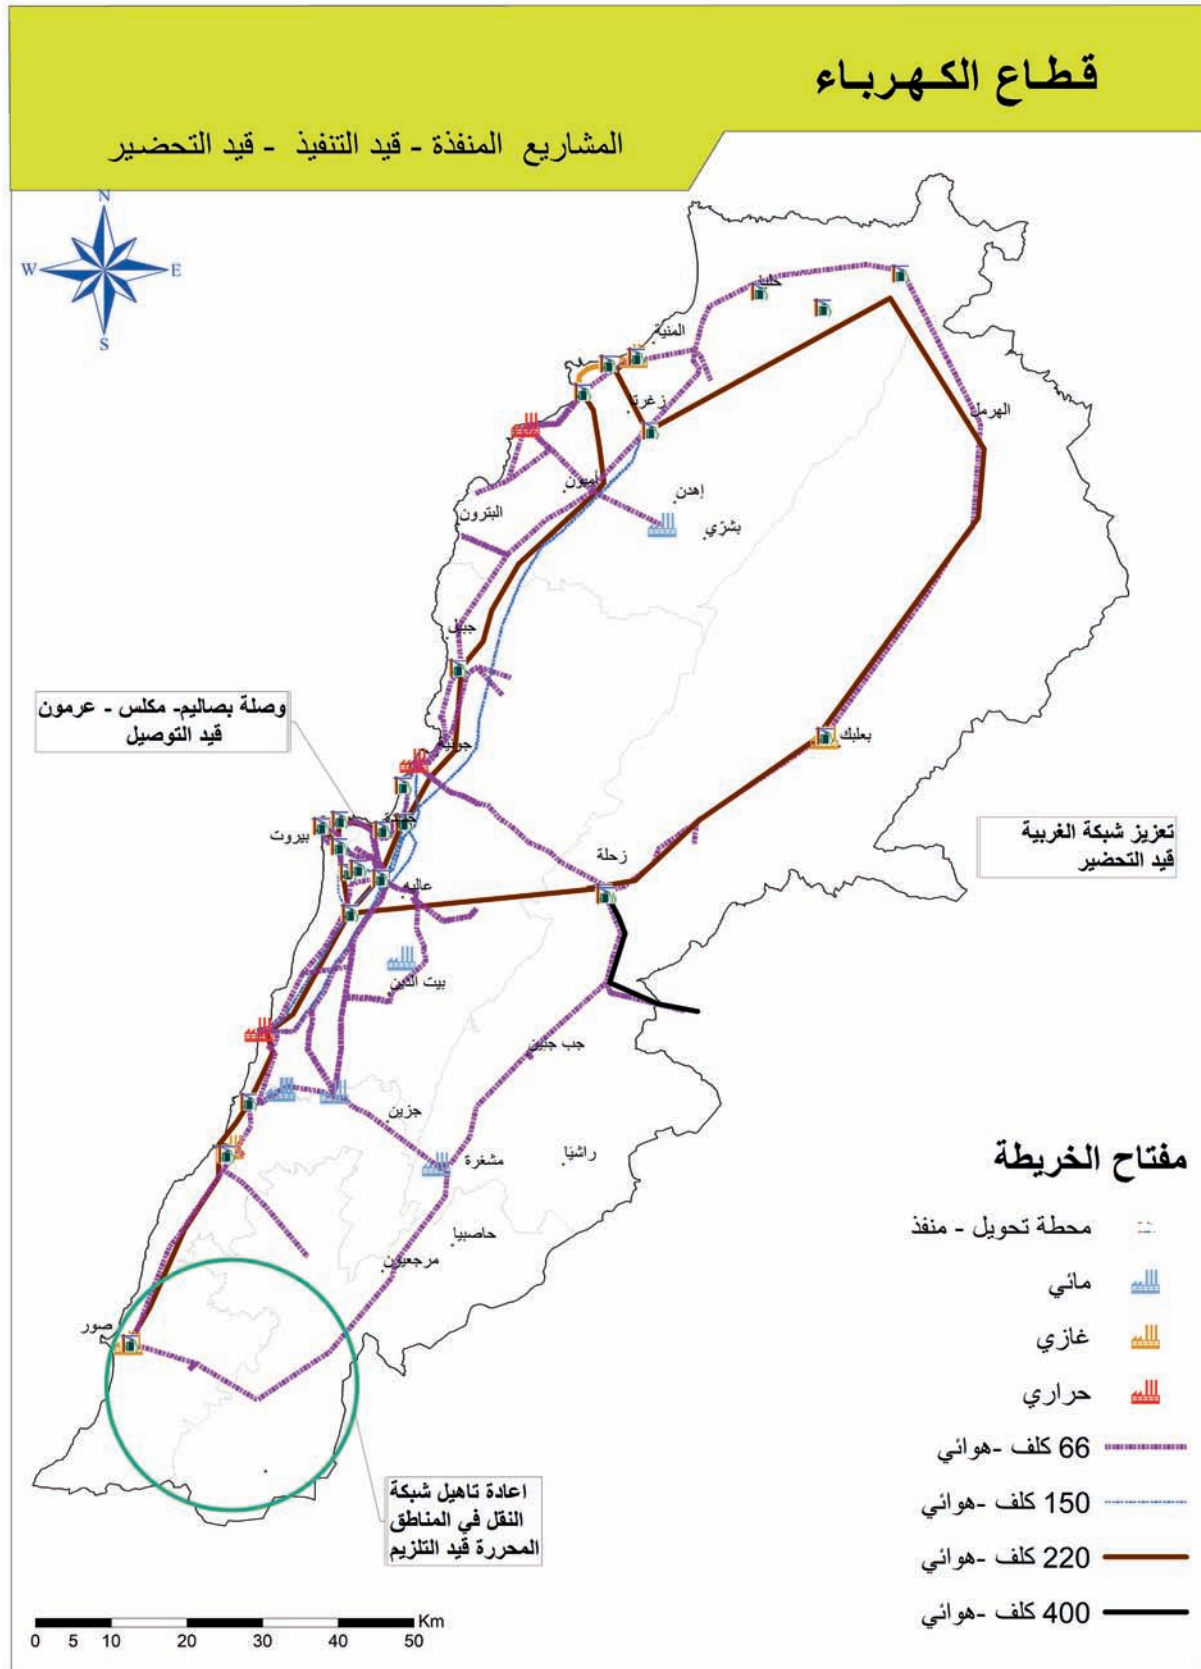 قطاع الكهرباء
المشاريع المنفذة - قيد التنفيذ - قيد التحضير
N
W
E
S
حلبا
المنية
الهرمل
زغرتا
أميون
إهدن
البترون
بشرّي
جبيل
وصلة بصاليم- مكلس - عرمون
قيد التوصيل
جونية
بعلبك
جديدة
بيروت
تعزيز شبكة الغربية
قيد التحضير
زحلة
عاليه
بيت الدين
جب جنين
جزين
راشيّا
مشغرة
حاصبيا
مرجعيون
صور
اعادة تاهيل شبكة
النقل في المناطق
المحررة قيد التلزيم
مفتاح الخريطة
محطة تحويل - منفذ
مائي
غازي
حراري
66 كلف -هوائي
150 كلف -هوائي
220 كلف -هوائي
400 كلف -هوائي
Km
0 5 10 20 30 40 50